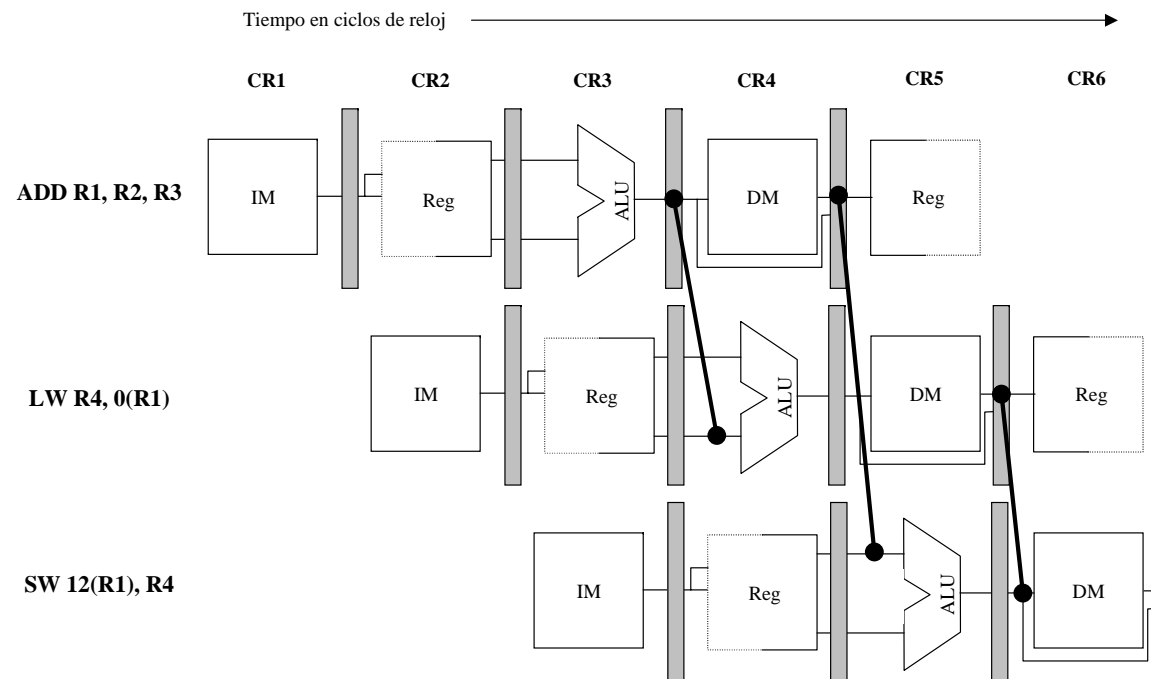 Tiempo en ciclos de reloj
CR1 CR2 CR3 CR4 CR5 CR6
ADD R1, R2, R3
IM
Reg
ALU
DM
Reg
LW R4, 0(R1)
IM
Reg
ALU
DM
Reg
SW 12(R1), R4
IM
Reg
ALU
DM